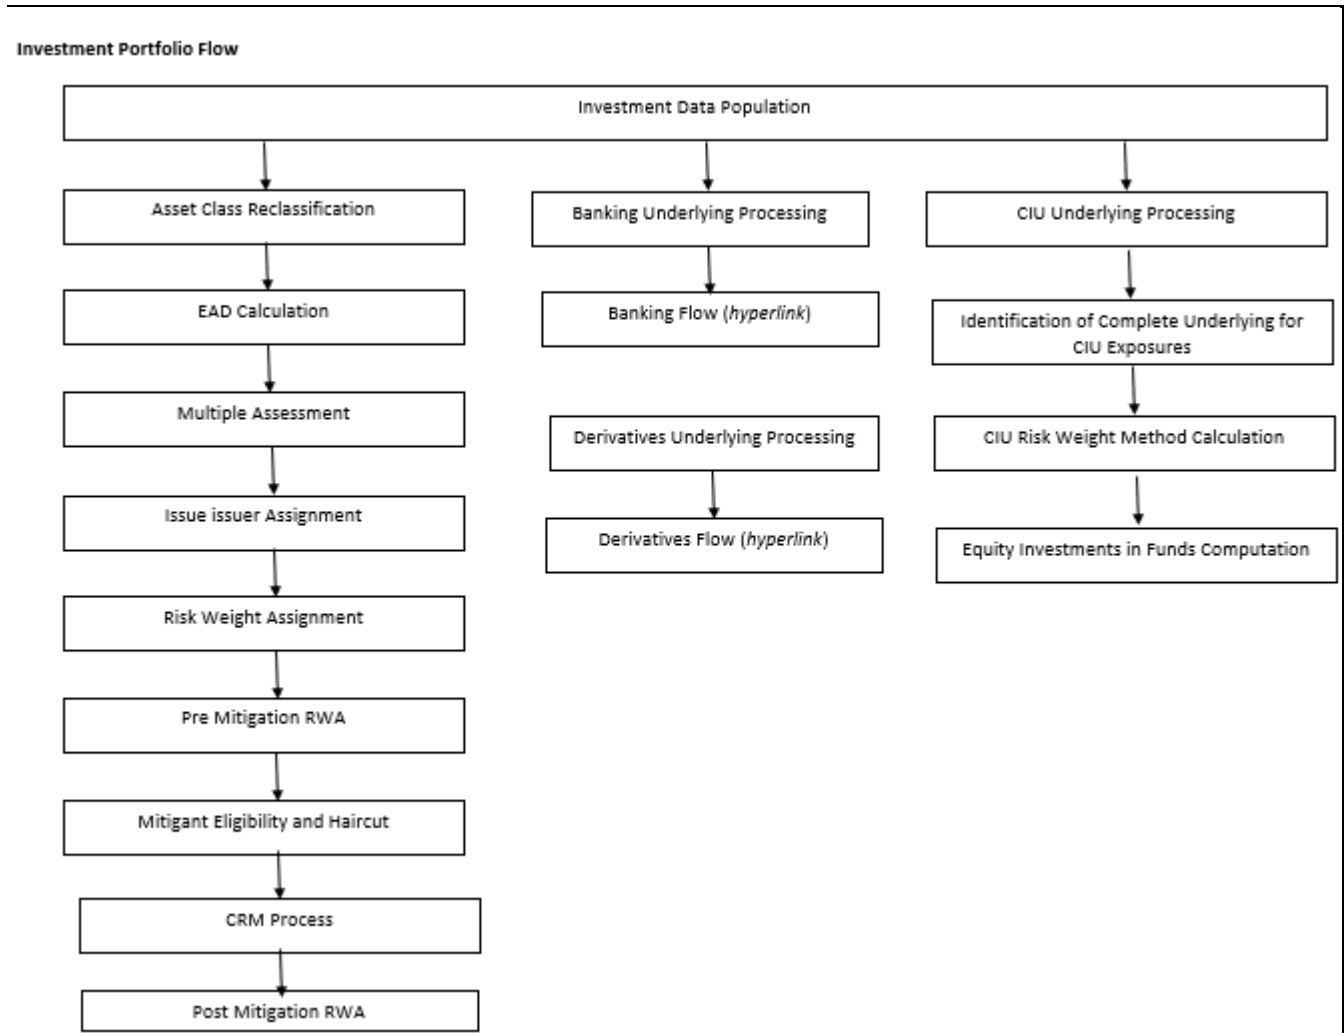 Investment Portfolio Flow
Investment Data Population
Asset Class Reclassification
EAD Calculation
Multiple Assessment
Issue issuer Assignment
Risk Weight Assignment
Pre Mitigation RWA
Mitigant Eligibility and Haircut
CRM Process
Post Mitigation RWA
Banking Underlying Processing
Banking Flow (hyperlink)
Derivatives Underlying Processing
Derivatives Flow (hyperlink)
CIU Underlying Processing
Identification of Complete Underlying for
CIU Exposures
CIU Risk Weight Method Calculation
Equity Investments in Funds Computation